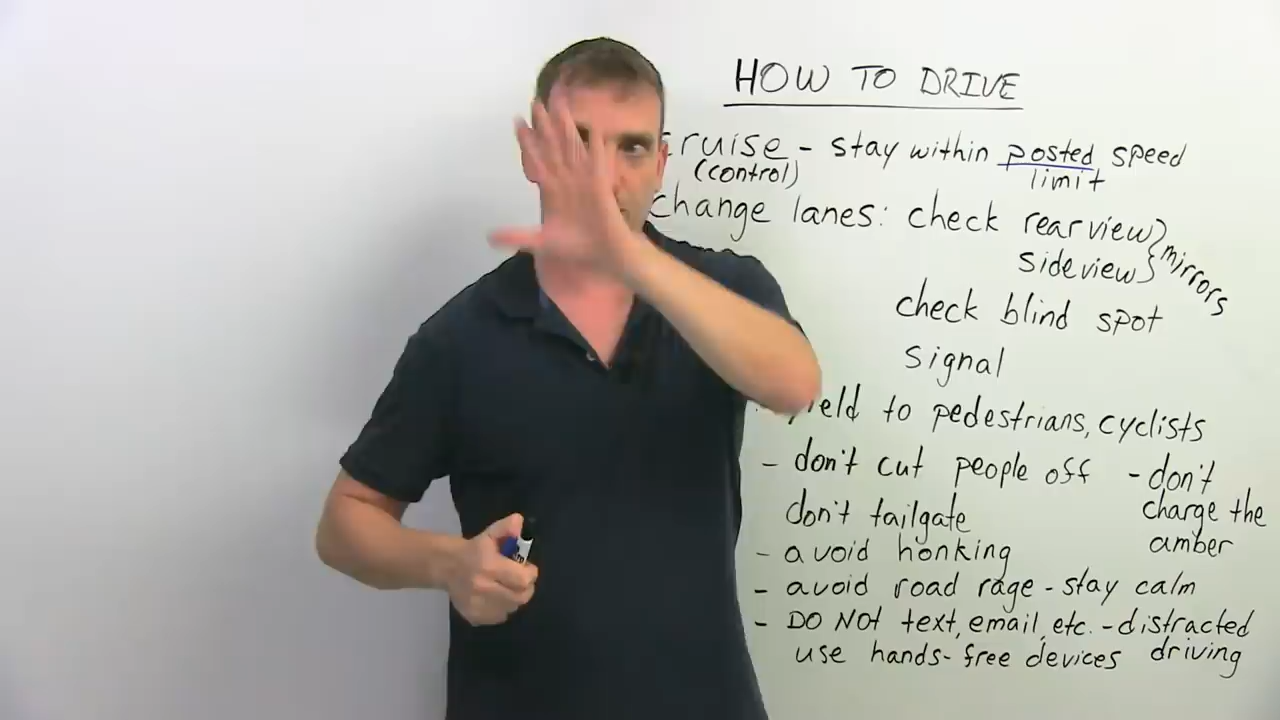 HOW TO DRIVE
cruise - stay within posted speed
(control) limit
change lanes: check rearview } mirrors
sideview
check blind spot
signal
yield to pedestrians, cyclists
- don't cut people off - don't
don't tailgate charge the
- avoid honking amber
- avoid road rage - stay calm
- DO NOT text, email, etc. - distracted
use hands-free devices driving